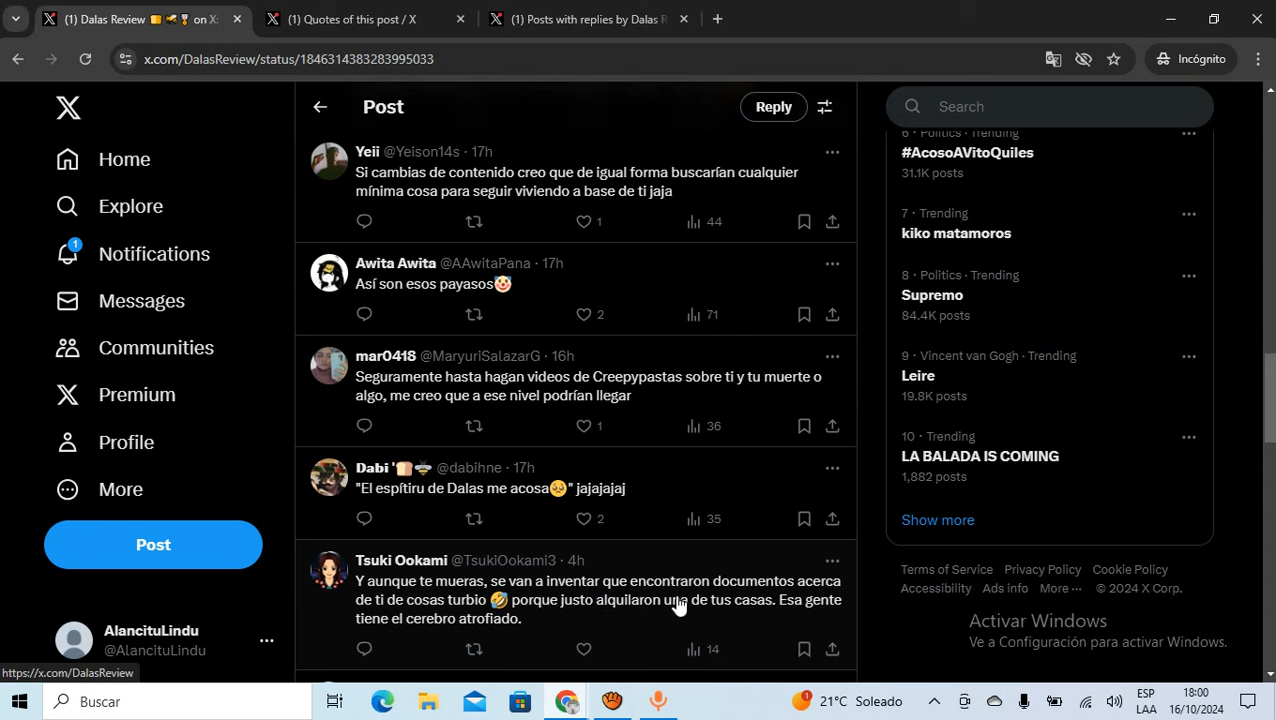 (1) Dalas Review on X:
(1) Quotes of this post / X
(1) Posts with replies by Dalas R
x.com/DalasReview/status/1846314383283995033
Incógnito
Home
Explore
1
Notifications
Messages
Communities
Premium
Profile
More
Post
AlancituLindu
@AlancituLindu
https://x.com/DalasReview
Post
Reply
Yeii @Yeison14s · 17h
Si cambias de contenido creo que de igual forma buscarían cualquier
mínima cosa para seguir viviendo a base de ti jaja
1
44
Awita Awita @AAwitaPana · 17h
Así son esos payasos🤡
2
71
mar0418 @MaryuriSalazarG · 16h
Seguramente hasta hagan videos de Creepypastas sobre ti y tu muerte o
algo, me creo que a ese nivel podrían llegar
1
36
Dabi '🍞🐝 @dabihne · 17h
"El espítiru de Dalas me acosa🥺" jajajajaj
2
35
Tsuki Ookami @TsukiOokami3 · 4h
Y aunque te mueras, se van a inventar que encontraron documentos acerca
de ti de cosas turbio 🤣 porque justo alquilaron una de tus casas. Esa gente
tiene el cerebro atrofiado.
14
Search
6 · Politics · Trending
#AcosoAVitoQuiles
31.1K posts
7 · Trending
kiko matamoros
8 · Politics · Trending
Supremo
84.4K posts
9 · Vincent van Gogh · Trending
Leire
19.8K posts
10 · Trending
LA BALADA IS COMING
1,882 posts
Show more
Terms of Service Privacy Policy Cookie Policy
Accessibility Ads info More ··· © 2024 X Corp.
Activar Windows
Ve a Configuración para activar Windows.
Buscar
1
21°C Soleado
ESP
LAA
18:00
16/10/2024